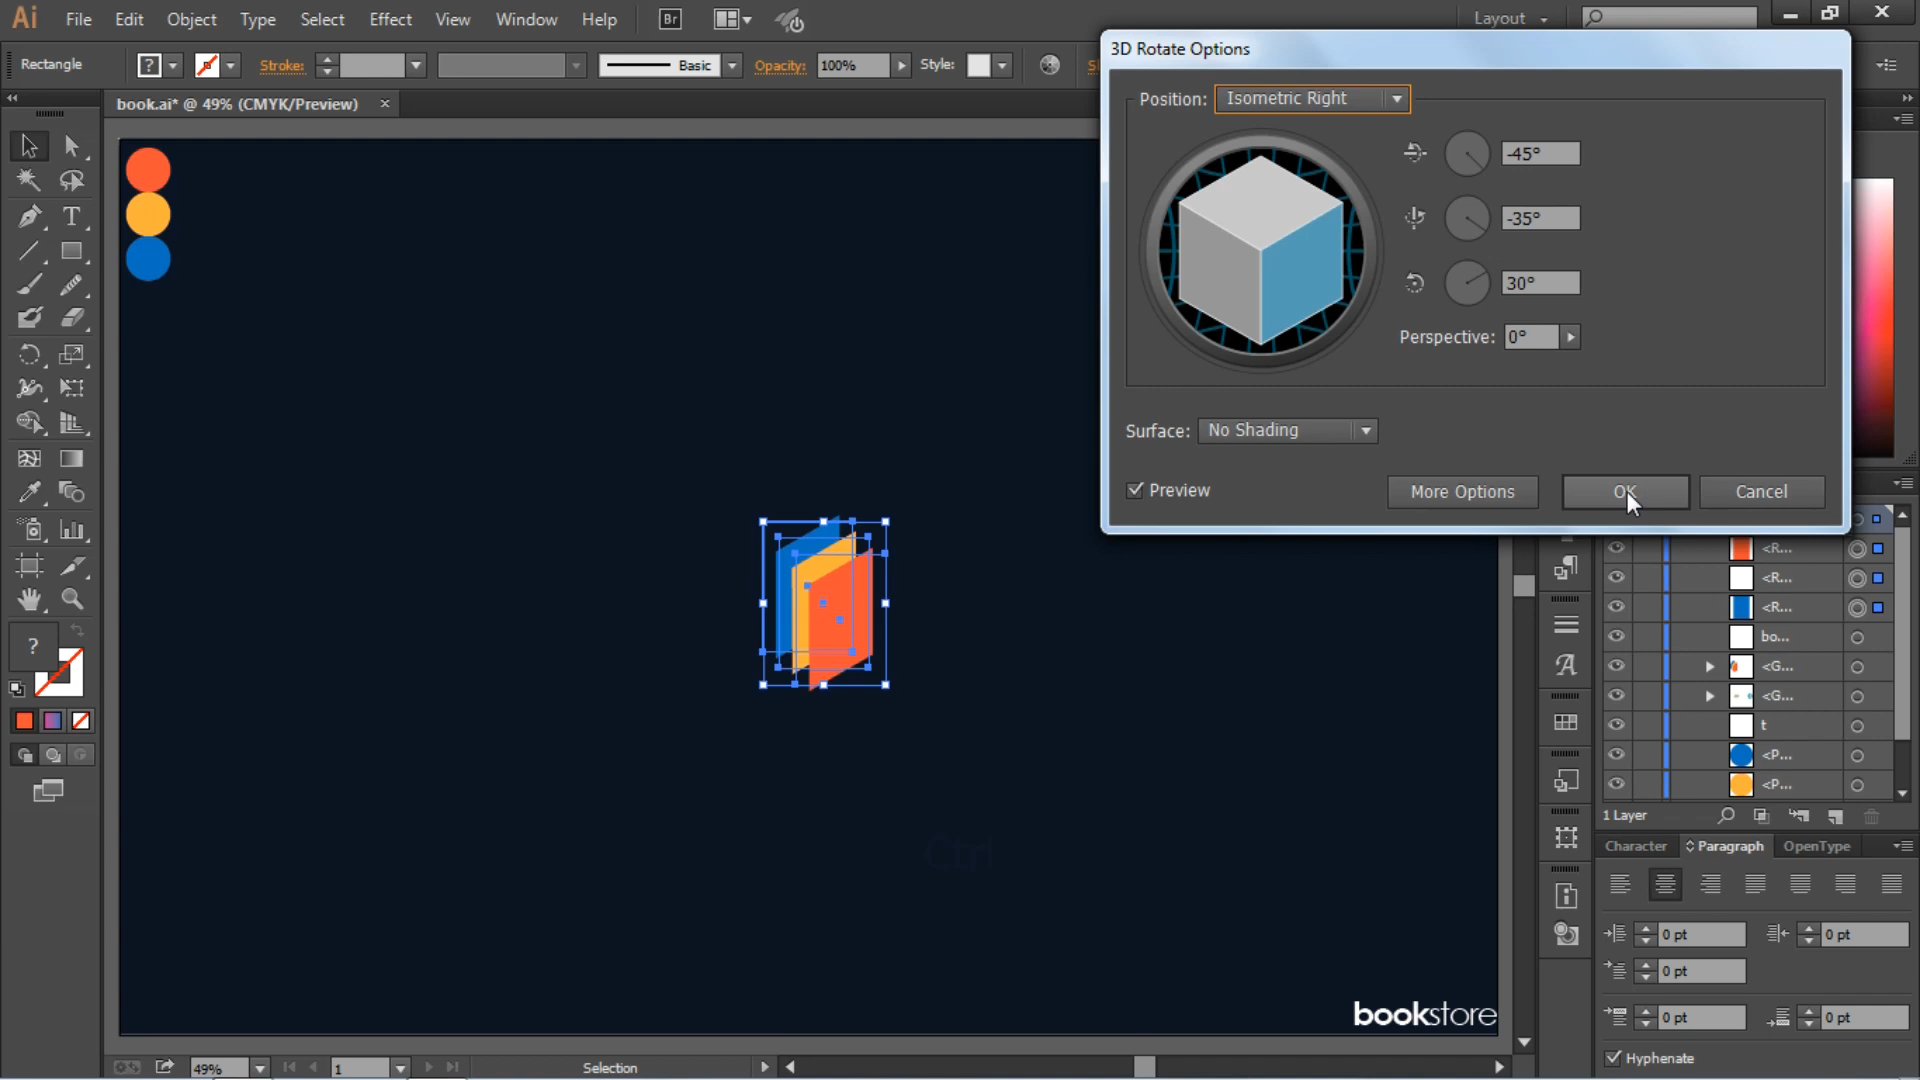 Ai File Edit Object Type Select Effect View Window Help Br Layout
Rectangle ? Stroke: Basic Opacity: 100% Style:
book.ai* @ 49% (CMYK/Preview) ×
3D Rotate Options
Position: Isometric Right
-45°
-35°
30°
Perspective: 0°
Surface: No Shading
Preview More Options OK Cancel
T
?
<R...
<R...
<R...
bo...
<G...
<G...
t
<P...
<P...
1 Layer
Ctrl
Character Paragraph OpenType
0 pt 0 pt
0 pt
0 pt 0 pt
Hyphenate
bookstore
49% 1 Selection